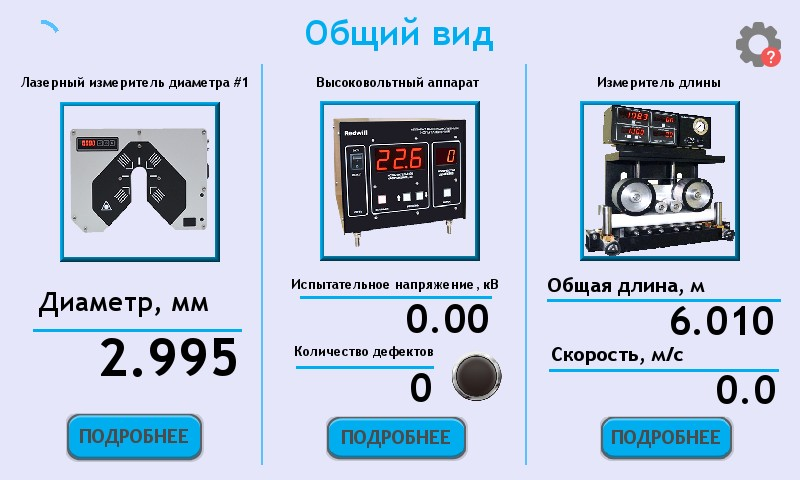 Общий вид
?
Лазерный измеритель диаметра #1
Диаметр, мм
2.995
ПОДРОБНЕЕ
Высоковольтный аппарат
Redwill
22.6
0
Испытательное напряжение, кВ
0.00
Количество дефектов
0
ПОДРОБНЕЕ
Измеритель длины
Общая длина, м
6.010
Скорость, м/с
0.0
ПОДРОБНЕЕ